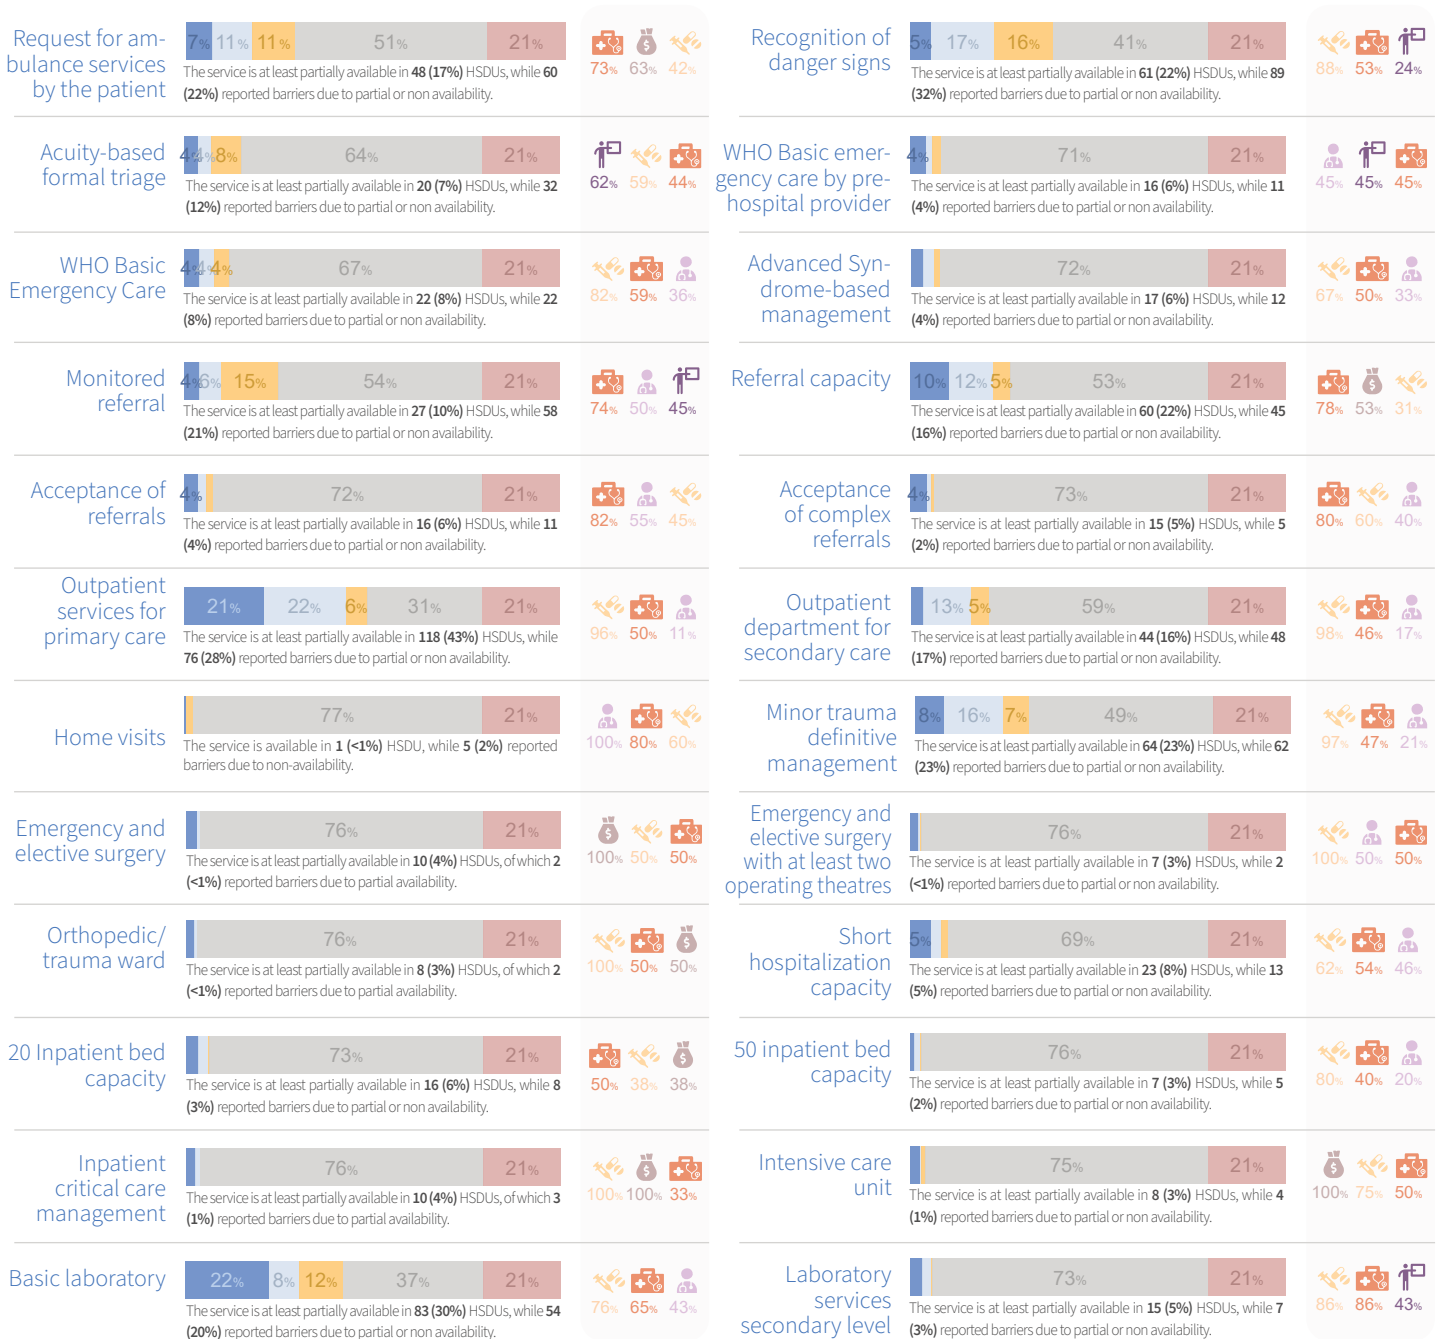 Request for am-
bulance services
by the patient
7% 11% 11% 51% 21%
The service is at least partially available in 48 (17%) HSDUs, while 60
(22%) reported barriers due to partial or non availability.
73% 63% 42%
Recognition of
danger signs
5% 17% 16% 41% 21%
The service is at least partially available in 61 (22%) HSDUs, while 89
(32%) reported barriers due to partial or non availability.
88% 53% 24%
Acuity-based
formal triage
4% 4% 8% 64% 21%
The service is at least partially available in 20 (7%) HSDUs, while 32
(12%) reported barriers due to partial or non availability.
62% 59% 44%
WHO Basic emer-
gency care by pre-
hospital provider
4% 71% 21%
The service is at least partially available in 16 (6%) HSDUs, while 11
(4%) reported barriers due to partial or non availability.
45% 45% 45%
WHO Basic
Emergency Care
4% 4% 4% 67% 21%
The service is at least partially available in 22 (8%) HSDUs, while 22
(8%) reported barriers due to partial or non availability.
82% 59% 36%
Advanced Syn-
drome-based
management
72% 21%
The service is at least partially available in 17 (6%) HSDUs, while 12
(4%) reported barriers due to partial or non availability.
67% 50% 33%
Monitored
referral
4% 6% 15% 54% 21%
The service is at least partially available in 27 (10%) HSDUs, while 58
(21%) reported barriers due to partial or non availability.
74% 50% 45%
Referral capacity
10% 12% 5% 53% 21%
The service is at least partially available in 60 (22%) HSDUs, while 45
(16%) reported barriers due to partial or non availability.
78% 53% 31%
Acceptance of
referrals
4% 72% 21%
The service is at least partially available in 16 (6%) HSDUs, while 11
(4%) reported barriers due to partial or non availability.
82% 55% 45%
Acceptance
of complex
referrals
4% 73% 21%
The service is at least partially available in 15 (5%) HSDUs, while 5
(2%) reported barriers due to partial or non availability.
80% 60% 40%
Outpatient
services for
primary care
21% 22% 6% 31% 21%
The service is at least partially available in 118 (43%) HSDUs, while
76 (28%) reported barriers due to partial or non availability.
96% 50% 11%
Outpatient
department for
secondary care
13% 5% 59% 21%
The service is at least partially available in 44 (16%) HSDUs, while 48
(17%) reported barriers due to partial or non availability.
98% 46% 17%
Home visits
77% 21%
The service is available in 1 (<1%) HSDU, while 5 (2%) reported
barriers due to non-availability.
100% 80% 60%
Minor trauma
definitive
management
8% 16% 7% 49% 21%
The service is at least partially available in 64 (23%) HSDUs, while 62
(23%) reported barriers due to partial or non availability.
97% 47% 21%
Emergency and
elective surgery
76% 21%
The service is at least partially available in 10 (4%) HSDUs, of which 2
(<1%) reported barriers due to partial availability.
100% 50% 50%
Emergency and
elective surgery
with at least two
operating theatres
76% 21%
The service is at least partially available in 7 (3%) HSDUs, while 2
(<1%) reported barriers due to partial or non availability.
100% 50% 50%
Orthopedic/
trauma ward
76% 21%
The service is at least partially available in 8 (3%) HSDUs, of which 2
(<1%) reported barriers due to partial availability.
100% 50% 50%
Short
hospitalization
capacity
5% 69% 21%
The service is at least partially available in 23 (8%) HSDUs, while 13
(5%) reported barriers due to partial or non availability.
62% 54% 46%
20 Inpatient bed
capacity
73% 21%
The service is at least partially available in 16 (6%) HSDUs, while 8
(3%) reported barriers due to partial or non availability.
50% 38% 38%
50 inpatient bed
capacity
76% 21%
The service is at least partially available in 7 (3%) HSDUs, while 5
(2%) reported barriers due to partial or non availability.
80% 40% 20%
Inpatient
critical care
management
76% 21%
The service is at least partially available in 10 (4%) HSDUs, of which 3
(1%) reported barriers due to partial availability.
100% 100% 33%
Intensive care
unit
75% 21%
The service is at least partially available in 8 (3%) HSDUs, while 4
(1%) reported barriers due to partial or non availability.
100% 75% 50%
Basic laboratory
22% 8% 12% 37% 21%
The service is at least partially available in 83 (30%) HSDUs, while 54
(20%) reported barriers due to partial or non availability.
76% 65% 43%
Laboratory
services
secondary level
73% 21%
The service is at least partially available in 15 (5%) HSDUs, while 7
(3%) reported barriers due to partial or non availability.
86% 86% 43%